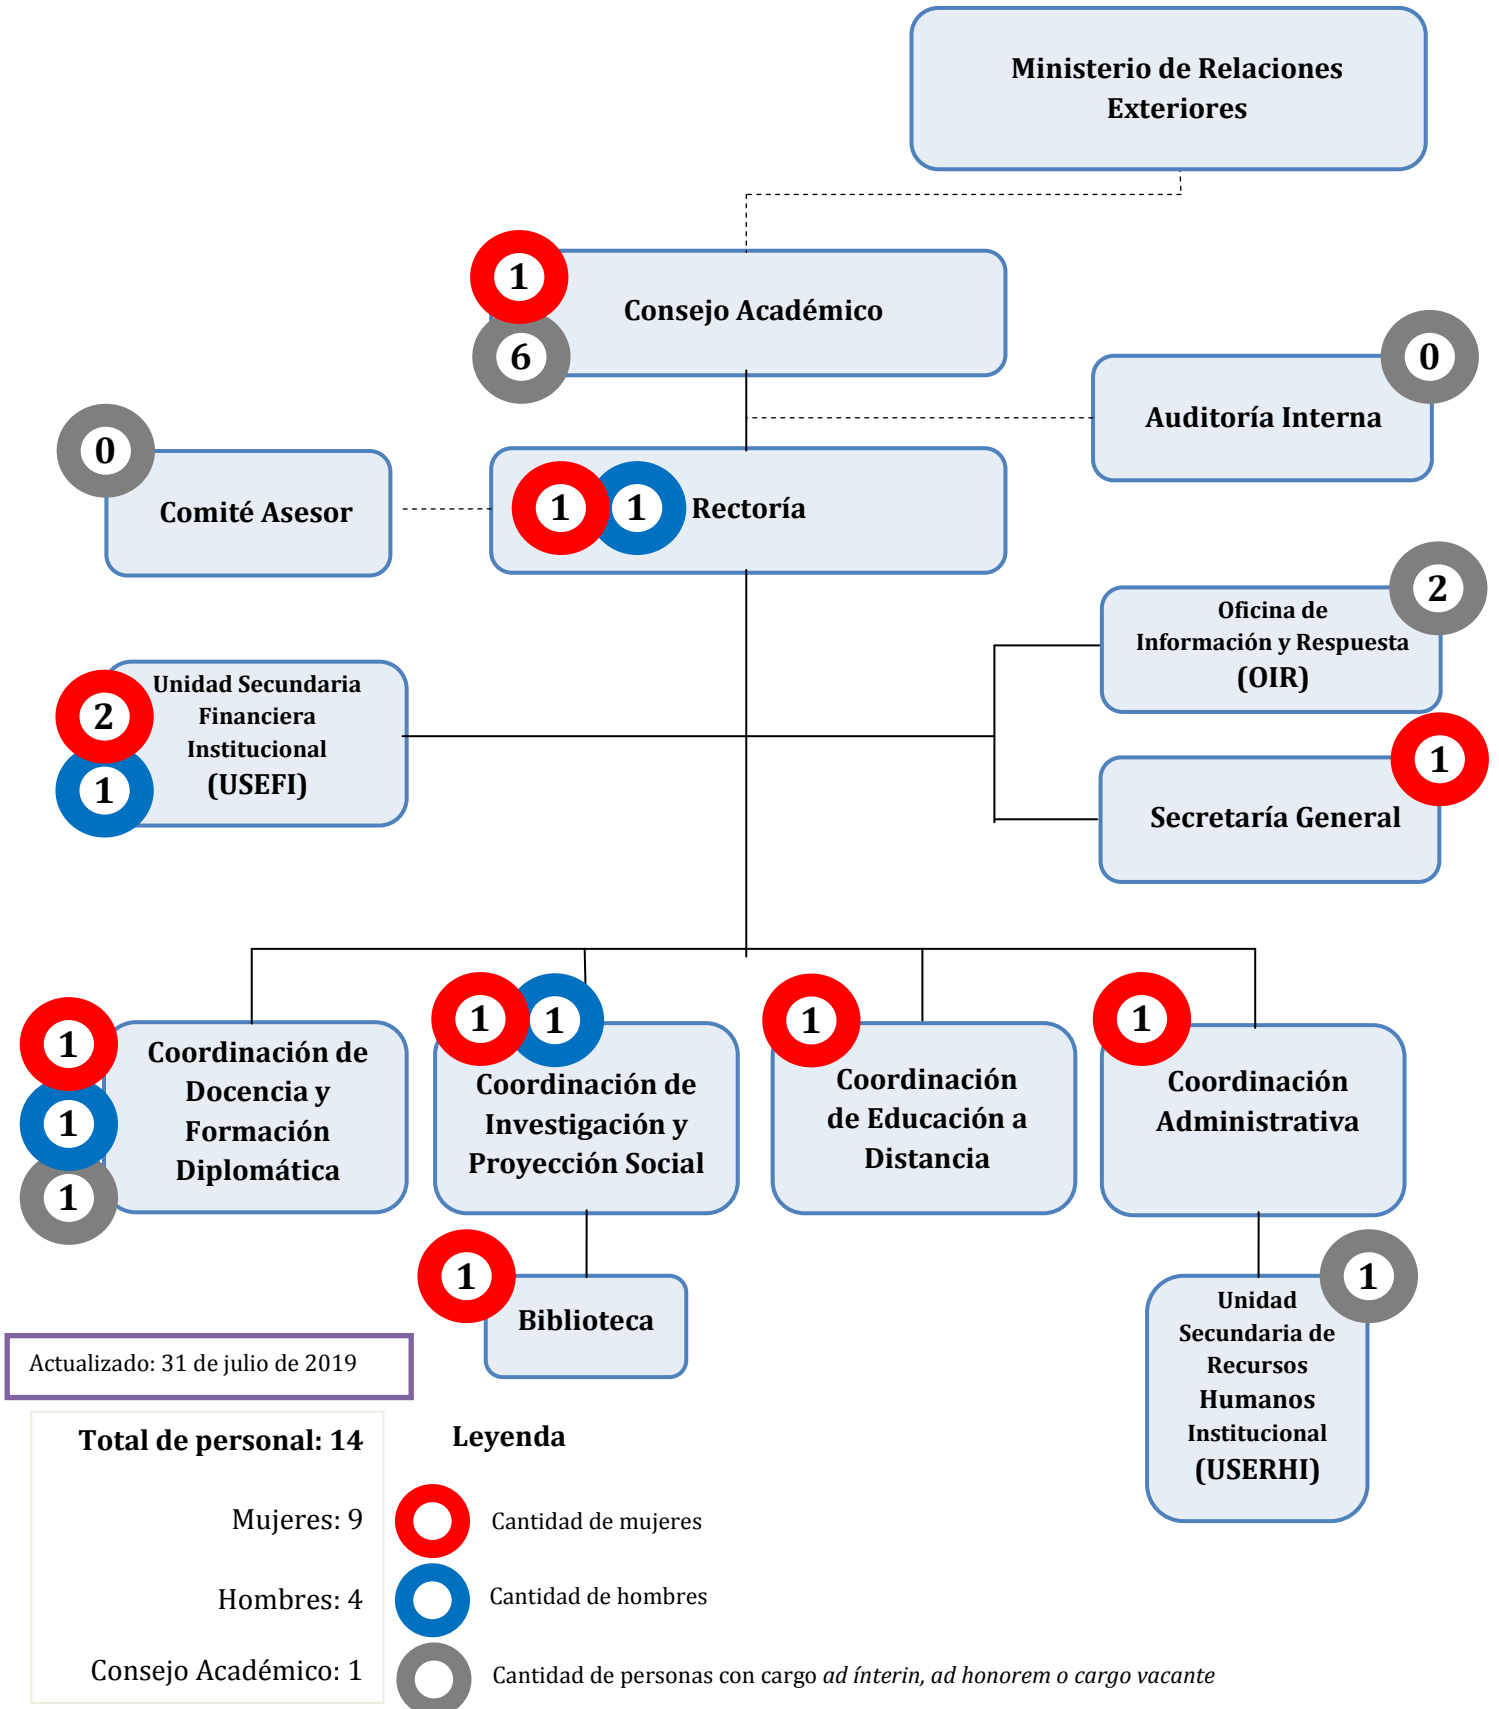 Ministerio de Relaciones
Exteriores
1
Consejo Académico
6
0
Auditoría Interna
0
Comité Asesor
1
1
Rectoría
2
Oficina de
Información y Respuesta
(OIR)
2
1
Unidad Secundaria
Financiera
Institucional
(USEFI)
1
Secretaría General
1
1
1
Coordinación de
Docencia y
Formación
Diplomática
1
1
Coordinación de
Investigación y
Proyección Social
1
Coordinación
de Educación a
Distancia
1
Coordinación
Administrativa
1
Biblioteca
1
Unidad
Secundaria de
Recursos
Humanos
Institucional
(USERHI)
Actualizado: 31 de julio de 2019
Total de personal: 14
Mujeres: 9
Hombres: 4
Consejo Académico: 1
Leyenda
Cantidad de mujeres
Cantidad de hombres
Cantidad de personas con cargo ad ínterin, ad honorem o cargo vacante